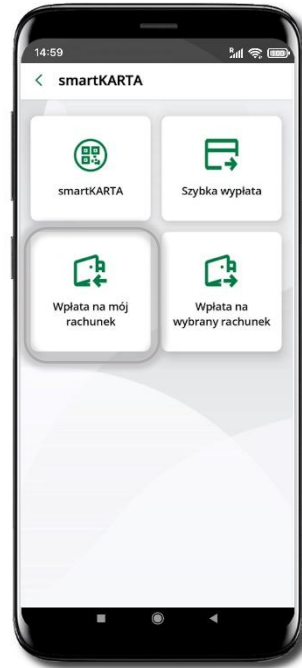 14:59
smartKARTA
smartKARTA
Szybka wypłata
Wpłata na mój
rachunek
Wpłata na
wybrany rachunek